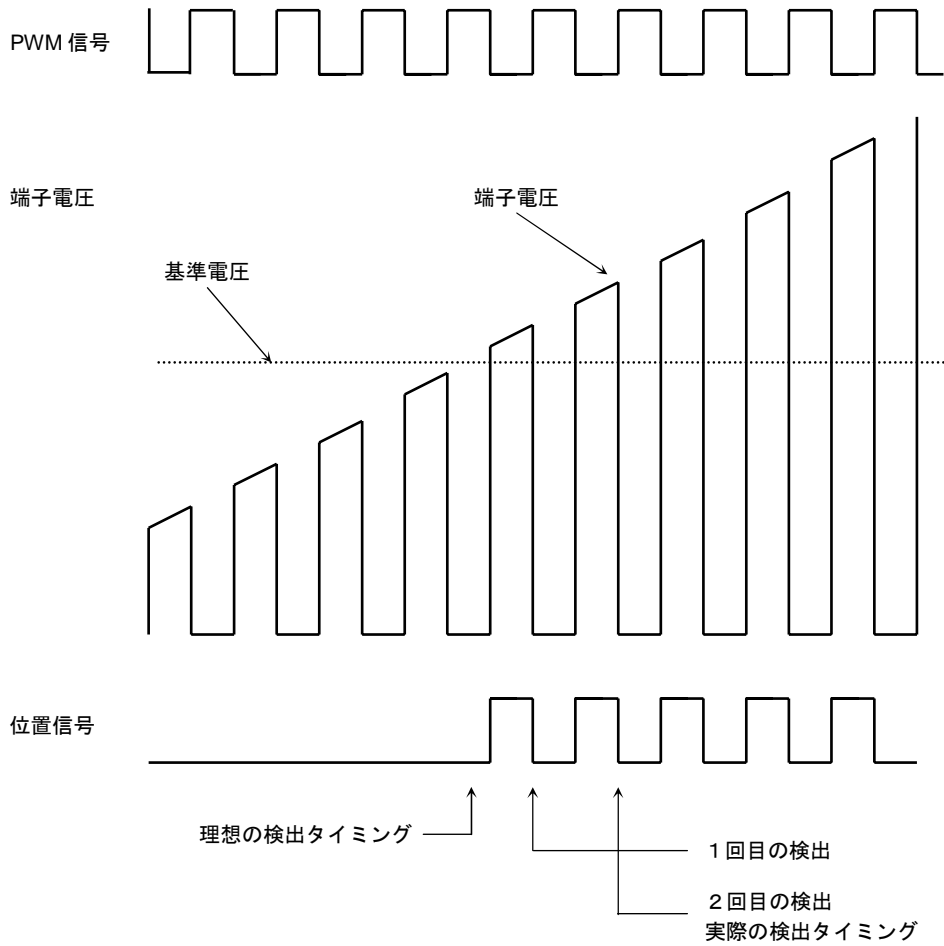 PWM 信号
端子電圧
端子電圧
基準電圧
位置信号
理想の検出タイミング
1回目の検出
2回目の検出
実際の検出タイミング